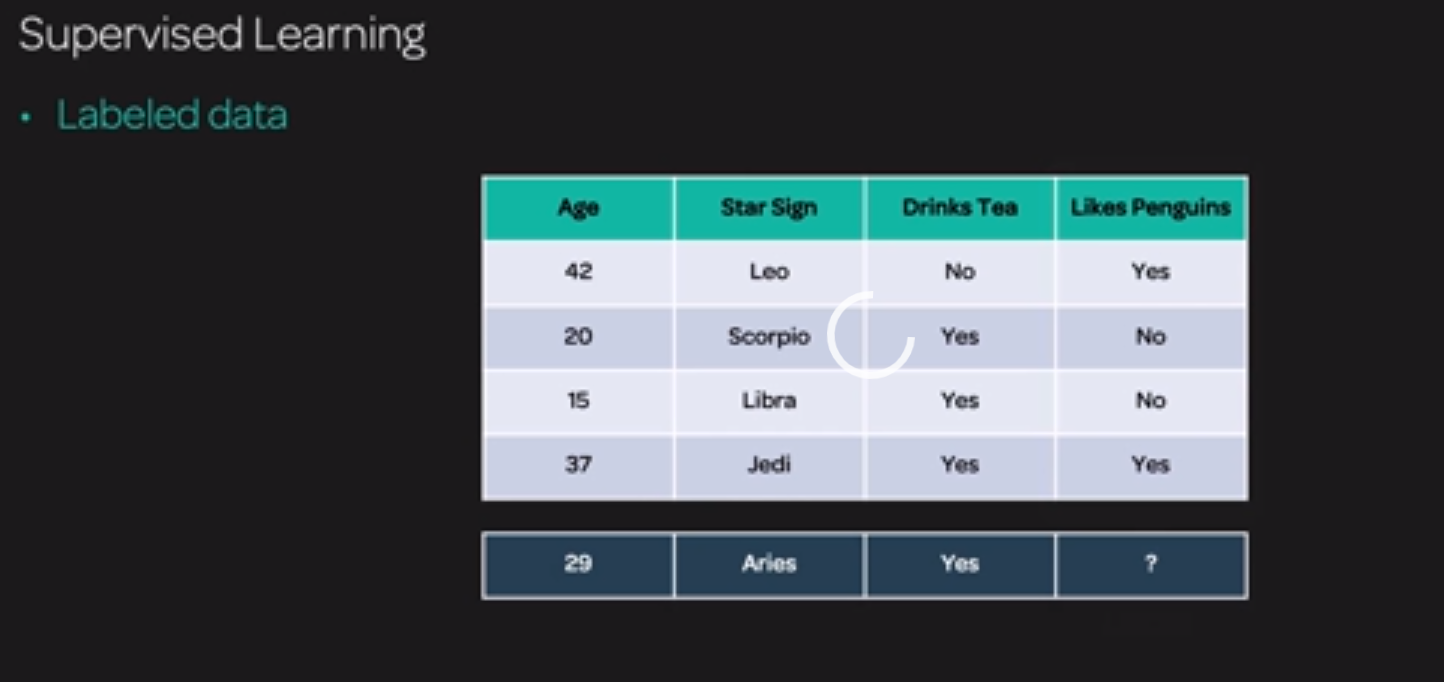 Supervised Learning
• Labeled data
Age Star Sign Drinks Tea Likes Penguins
42 Leo No Yes
20 Scorpio Yes No
15 Libra Yes No
37 Jedi Yes Yes
29 Aries Yes ?